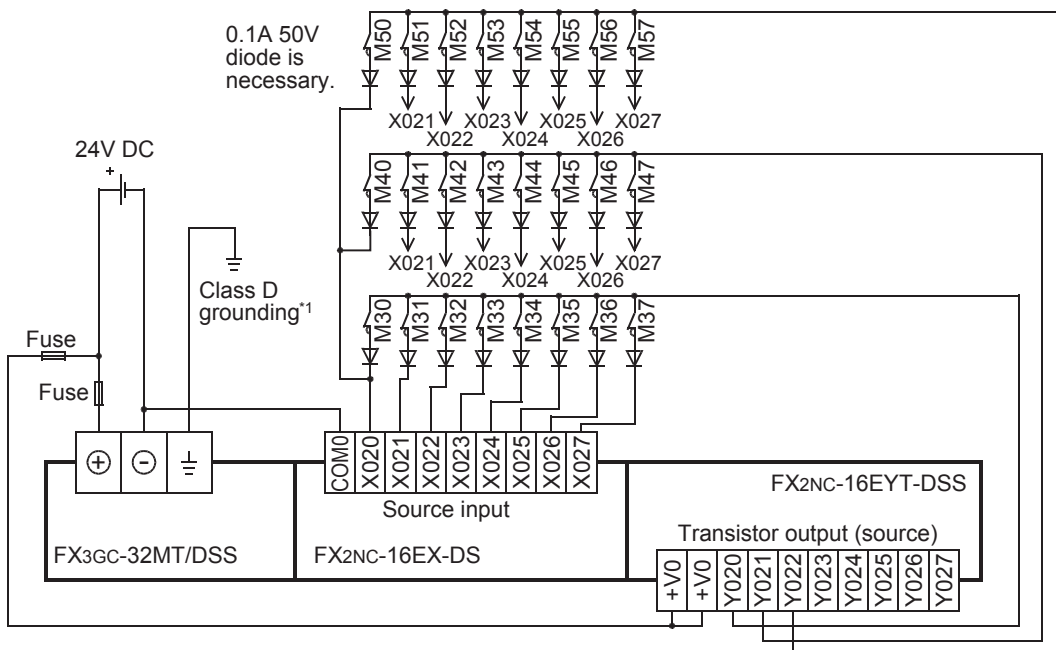 0.1A 50V
diode is
necessary.
M50 M51 M52 M53 M54 M55 M56 M57
X021 X023 X025 X027
X022 X024 X026
24V DC
+
M40 M41 M42 M43 M44 M45 M46 M47
X021 X023 X025 X027
X022 X024 X026
Class D
grounding*1
M30 M31 M32 M33 M34 M35 M36 M37
Fuse
Fuse
+ -
COM0 X020 X021 X022 X023 X024 X025 X026 X027
Source input
FX2NC-16EYT-DSS
Transistor output (source)
FX3GC-32MT/DSS
FX2NC-16EX-DS
+V0 +V0 Y020 Y021 Y022 Y023 Y024 Y025 Y026 Y027